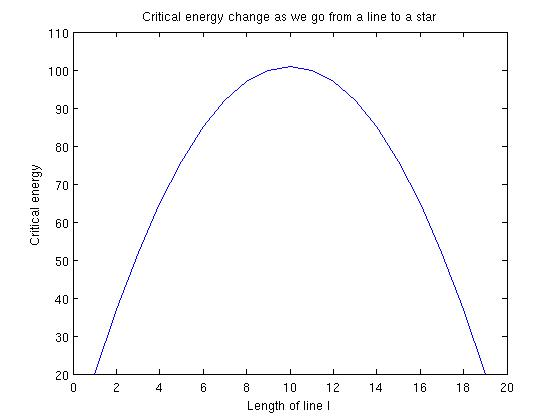 Critical energy change as we go from a line to a star
110
100
90
80
70
60
50
40
30
20
Critical energy
0 2 4 6 8 10 12 14 16 18 20
Length of line l